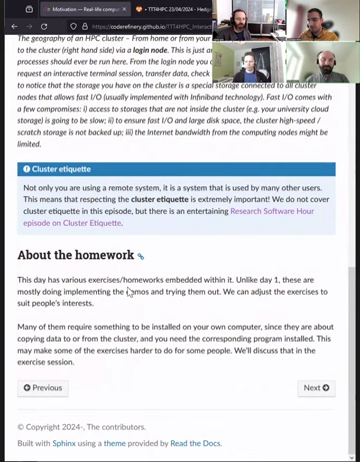 Motivation — Real-life compu
TTT4HPC 23/04/2024 - Hedge
https://coderefinery.github.io/TTT4HPC_Interact
The geography of an HPC cluster – From home or from your
to the cluster (right hand side) via a login node. This is just an
processes should ever be run here. From the login node you c
request an interactive terminal session, transfer data, check
to notice that the storage you have on the cluster is a special storage connected to all cluster
nodes that allows fast I/O (usually implemented with Infiniband technology). Fast I/O comes with
a few compromises: i) access to storages that are not inside the cluster (e.g. your university cloud
storage) is going to be slow; ii) to ensure fast I/O and large disk space, the cluster high-speed /
scratch storage is not backed up; iii) the Internet bandwidth from the computing nodes might be
limited.
Cluster etiquette
Not only you are using a remote system, it is a system that is used by many other users.
This means that respecting the cluster etiquette is extremely important! We do not cover
cluster etiquette in this episode, but there is an entertaining Research Software Hour
episode on Cluster Etiquette.
About the homework
This day has various exercises/homeworks embedded within it. Unlike day 1, these are
mostly doing implementing the demos and trying them out. We can adjust the exercises to
suit people's interests.
Many of them require something to be installed on your own computer, since they are about
copying data to or from the cluster, and you need the corresponding program installed. This
may make some of the exercises harder to do for some people. We'll discuss that in the
exercise session.
Previous
Next
© Copyright 2024-, The contributors.
Built with Sphinx using a theme provided by Read the Docs.